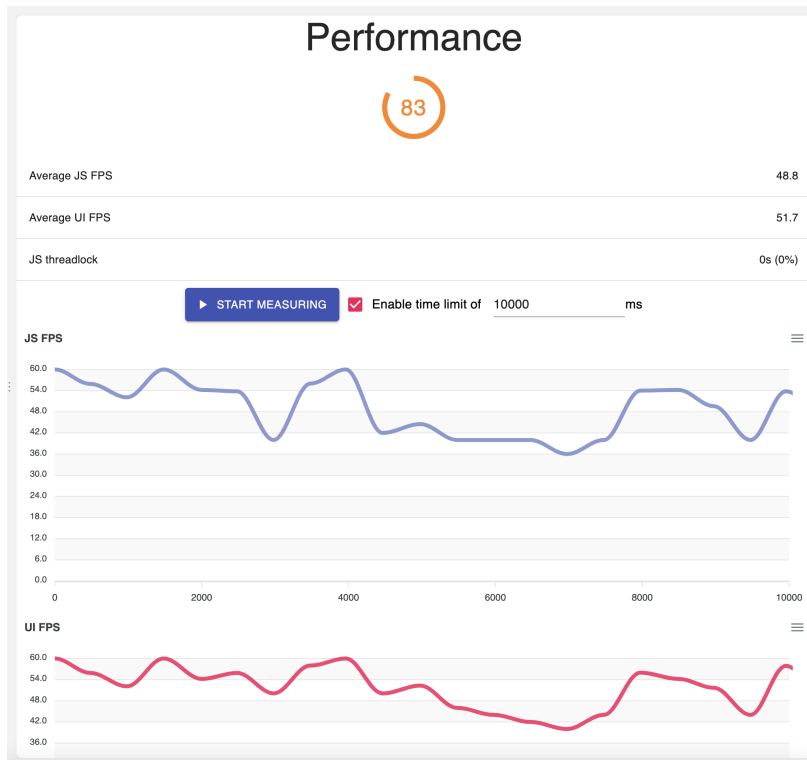 Performance
83
Average JS FPS 48.8
Average UI FPS 51.7
JS threadlock 0s (0%)
START MEASURING Enable time limit of 10000 ms
JS FPS
60.0
54.0
48.0
42.0
36.0
30.0
24.0
18.0
12.0
6.0
0.0
0 2000 4000 6000 8000 10000
UI FPS
60.0
54.0
48.0
42.0
36.0